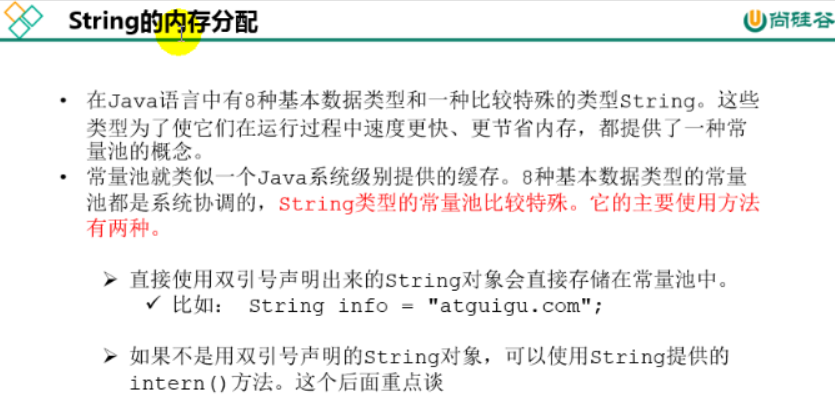 String的内存分配
尚硅谷
• 在Java语言中有8种基本数据类型和一种比较特殊的类型String。这些
类型为了使它们在运行过程中速度更快、更节省内存，都提供了一种常
量池的概念。
• 常量池就类似一个Java系统级别提供的缓存。8种基本数据类型的常量
池都是系统协调的，String类型的常量池比较特殊。它的主要使用方法
有两种。
➢ 直接使用双引号声明出来的String对象会直接存储在常量池中。
✓ 比如： String info = "atguigu.com";
➢ 如果不是用双引号声明的String对象，可以使用String提供的
intern()方法。这个后面重点谈